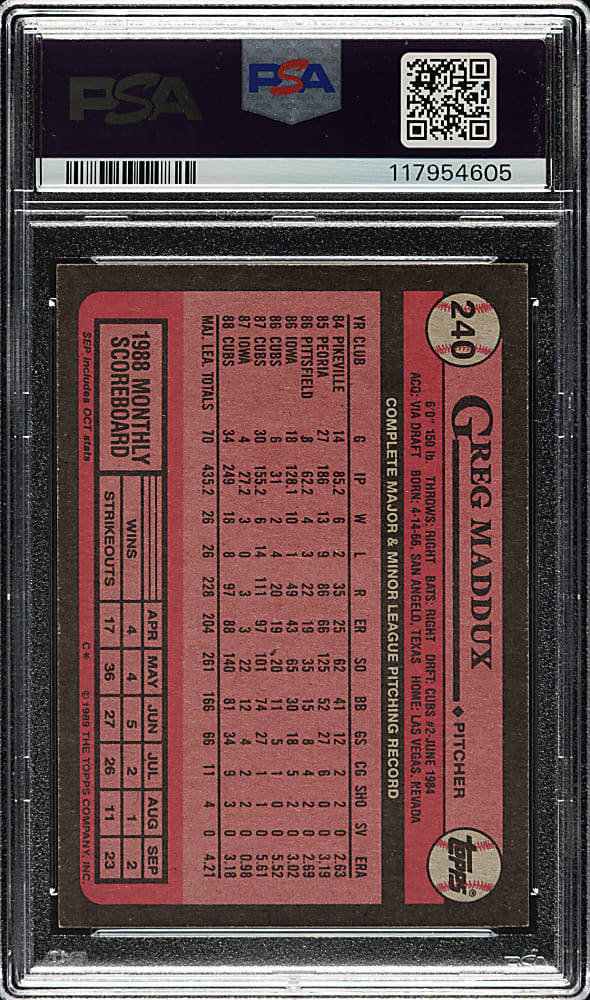 PSA
PSA
117954605
240
GREG MADDUX ◆ PITCHER
topps®
6'0" 150 lb. THROWS: RIGHT BATS: RIGHT DRFT: CUBS #2-JUNE 1984
ACQ: VIA DRAFT BORN: 4-14-66, SAN ANGELO, TEXAS HOME: LAS VEGAS, NEVADA
COMPLETE MAJOR & MINOR LEAGUE PITCHING RECORD
YR CLUB G IP W L R ER SO BB GS CG SHO SV ERA
84 PIKEVILLE 14 85.2 6 2 35 25 62 41 12 2 2 0 2.63
85 PEORIA 27 186 13 9 86 66 125 52 27 6 0 0 3.19
86 PITTSFIELD 8 62.2 4 3 22 19 35 15 8 4 2 0 2.69
86 IOWA 18 128.1 10 1 49 43 65 30 18 5 2 0 3.02
86 CUBS 6 31 2 4 20 19 20 11 5 1 0 0 5.52
87 CUBS 30 155.2 6 14 111 97 101 74 27 1 1 0 5.61
87 IOWA 4 27.2 3 0 3 3 22 12 4 2 0 0 0.98
88 CUBS 34 249 18 8 97 88 140 81 34 9 3 0 3.18
MAJ. LEA. TOTALS 70 435.2 26 26 228 204 261 166 66 11 4 0 4.21
1988 MONTHLY
SCOREBOARD
APR MAY JUN JUL AUG SEP
WINS 4 4 5 2 1 2
STRIKEOUTS 17 36 27 26 11 23
SEP includes OCT stats
C* ©1989 THE TOPPS COMPANY, INC.
PSA